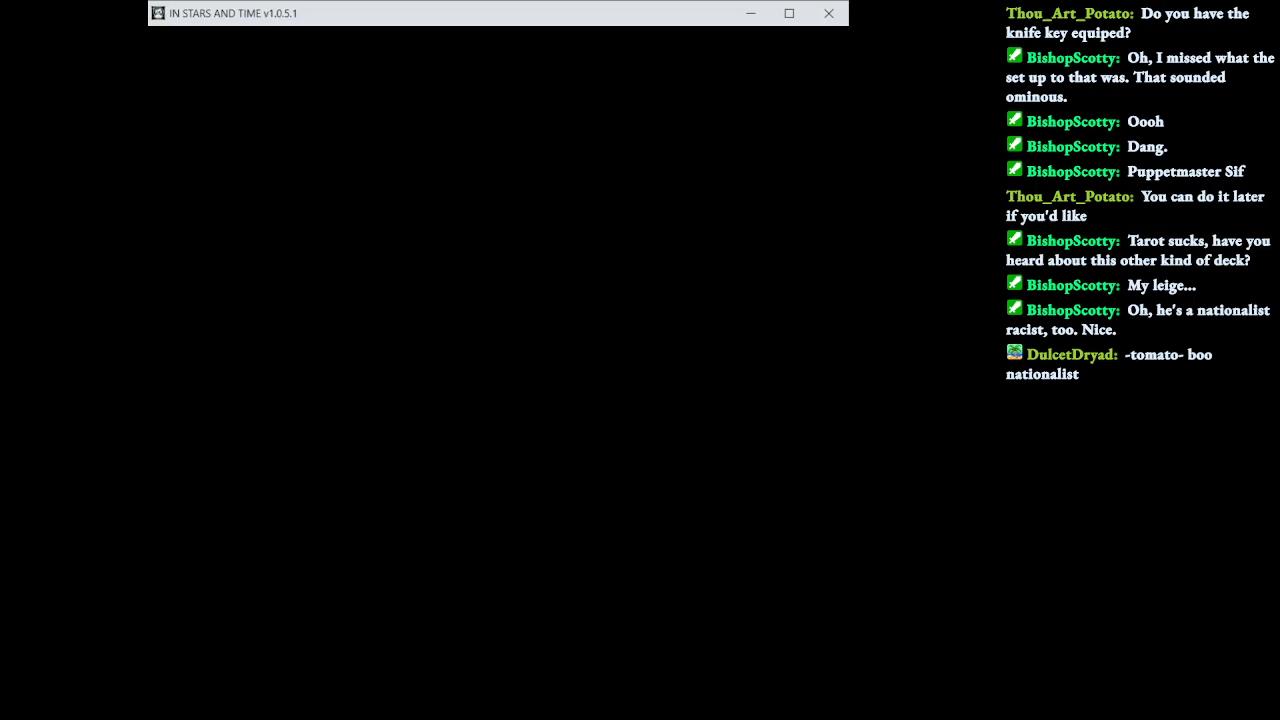 IN STARS AND TIME v1.0.5.1
Thou_Art_Potato: Do you have the
knife key equiped?
BishopScotty: Oh, I missed what the
set up to that was. That sounded
ominous.
BishopScotty: Oooh
BishopScotty: Dang.
BishopScotty: Puppetmaster Sif
Thou_Art_Potato: You can do it later
if you'd like
BishopScotty: Tarot sucks, have you
heard about this other kind of deck?
BishopScotty: My leige...
BishopScotty: Oh, he's a nationalist
racist, too. Nice.
DulcetDryad: -tomato- boo
nationalist